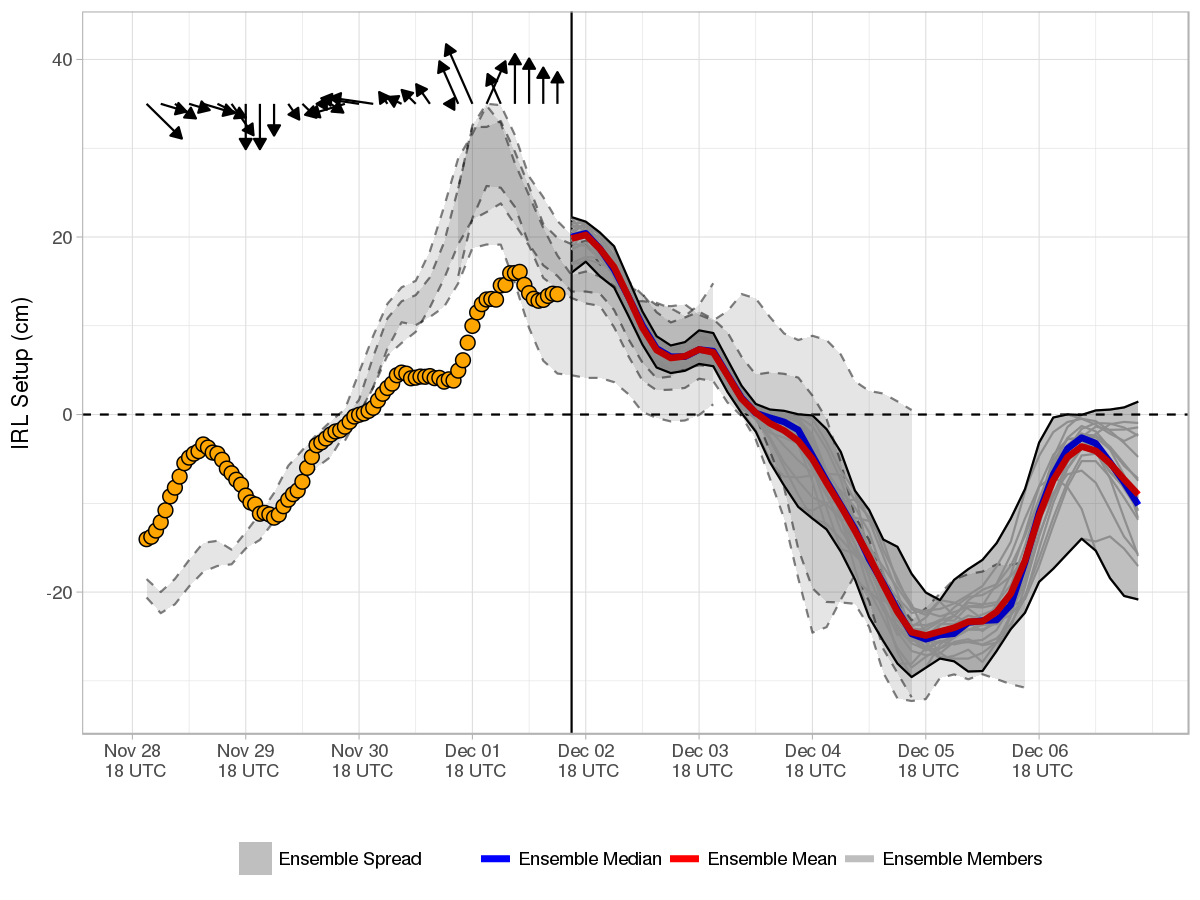 IRL Setup (cm)
40
20
0
-20
Nov 28 Nov 29 Nov 30 Dec 01 Dec 02 Dec 03 Dec 04 Dec 05 Dec 06
18 UTC 18 UTC 18 UTC 18 UTC 18 UTC 18 UTC 18 UTC 18 UTC 18 UTC
Ensemble Spread Ensemble Median Ensemble Mean Ensemble Members